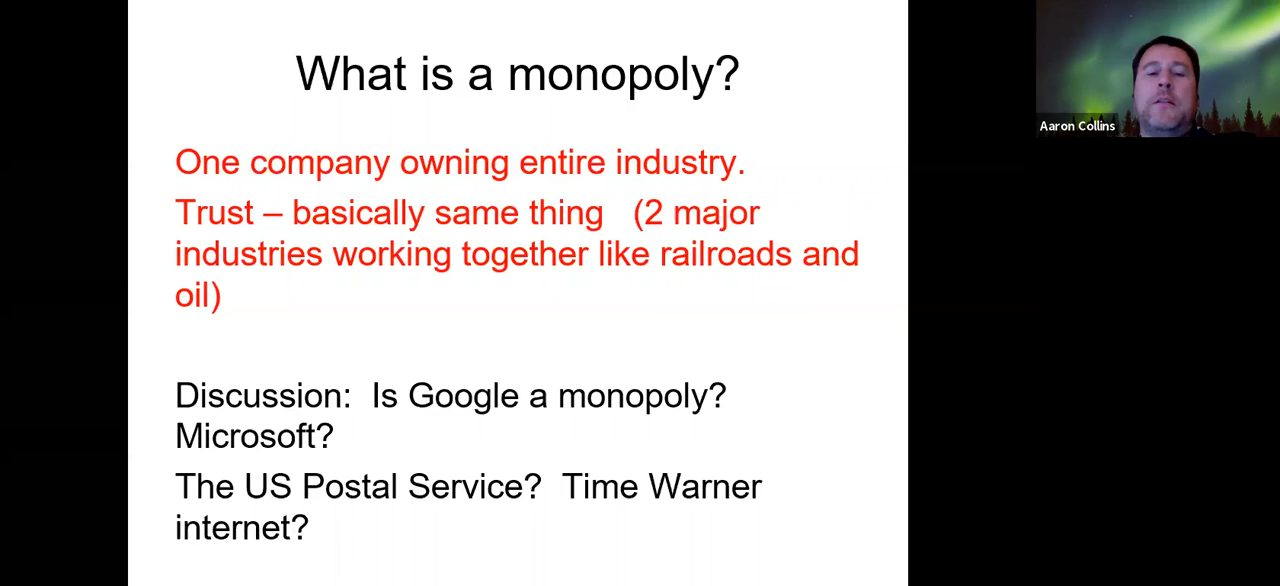 What is a monopoly?
One company owning entire industry.
Trust – basically same thing (2 major
industries working together like railroads and
oil)
Discussion: Is Google a monopoly?
Microsoft?
The US Postal Service? Time Warner
internet?
Aaron Collins